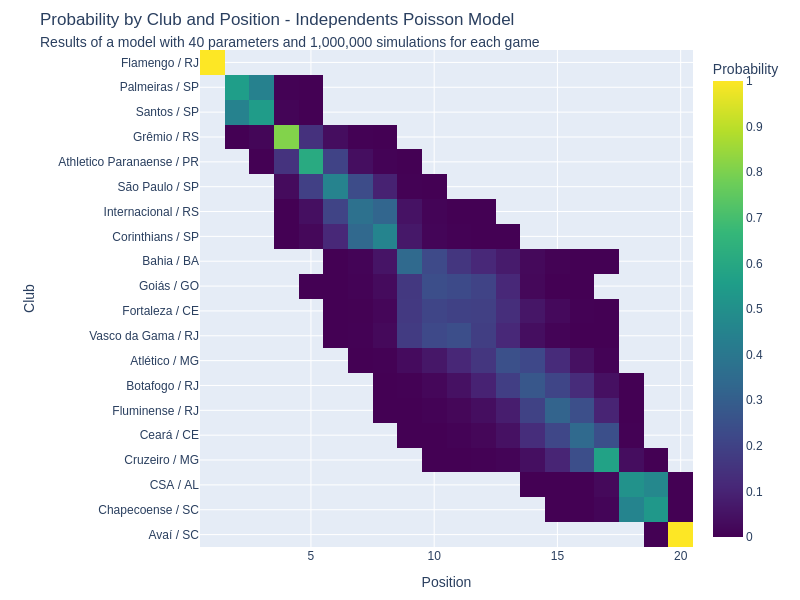 Probability by Club and Position - Independents Poisson Model
Results of a model with 40 parameters and 1,000,000 simulations for each game
Probability
Club
Flamengo / RJ
Palmeiras / SP
Santos / SP
Grêmio / RS
Athletico Paranaense / PR
São Paulo / SP
Internacional / RS
Corinthians / SP
Bahia / BA
Goiás / GO
Fortaleza / CE
Vasco da Gama / RJ
Atlético / MG
Botafogo / RJ
Fluminense / RJ
Ceará / CE
Cruzeiro / MG
CSA / AL
Chapecoense / SC
Avaí / SC
1
0.9
0.8
0.7
0.6
0.5
0.4
0.3
0.2
0.1
0
5 10 15 20
Position